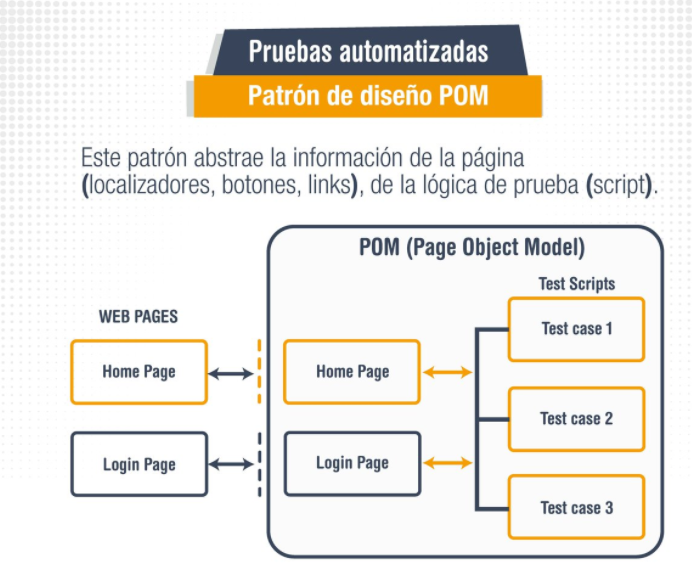 Pruebas automatizadas
Patrón de diseño POM
Este patrón abstrae la información de la página
(localizadores, botones, links), de la lógica de prueba (script).
POM (Page Object Model)
Test Scripts
WEB PAGES
Test case 1
Home Page
Home Page
Test case 2
Login Page
Login Page
Test case 3